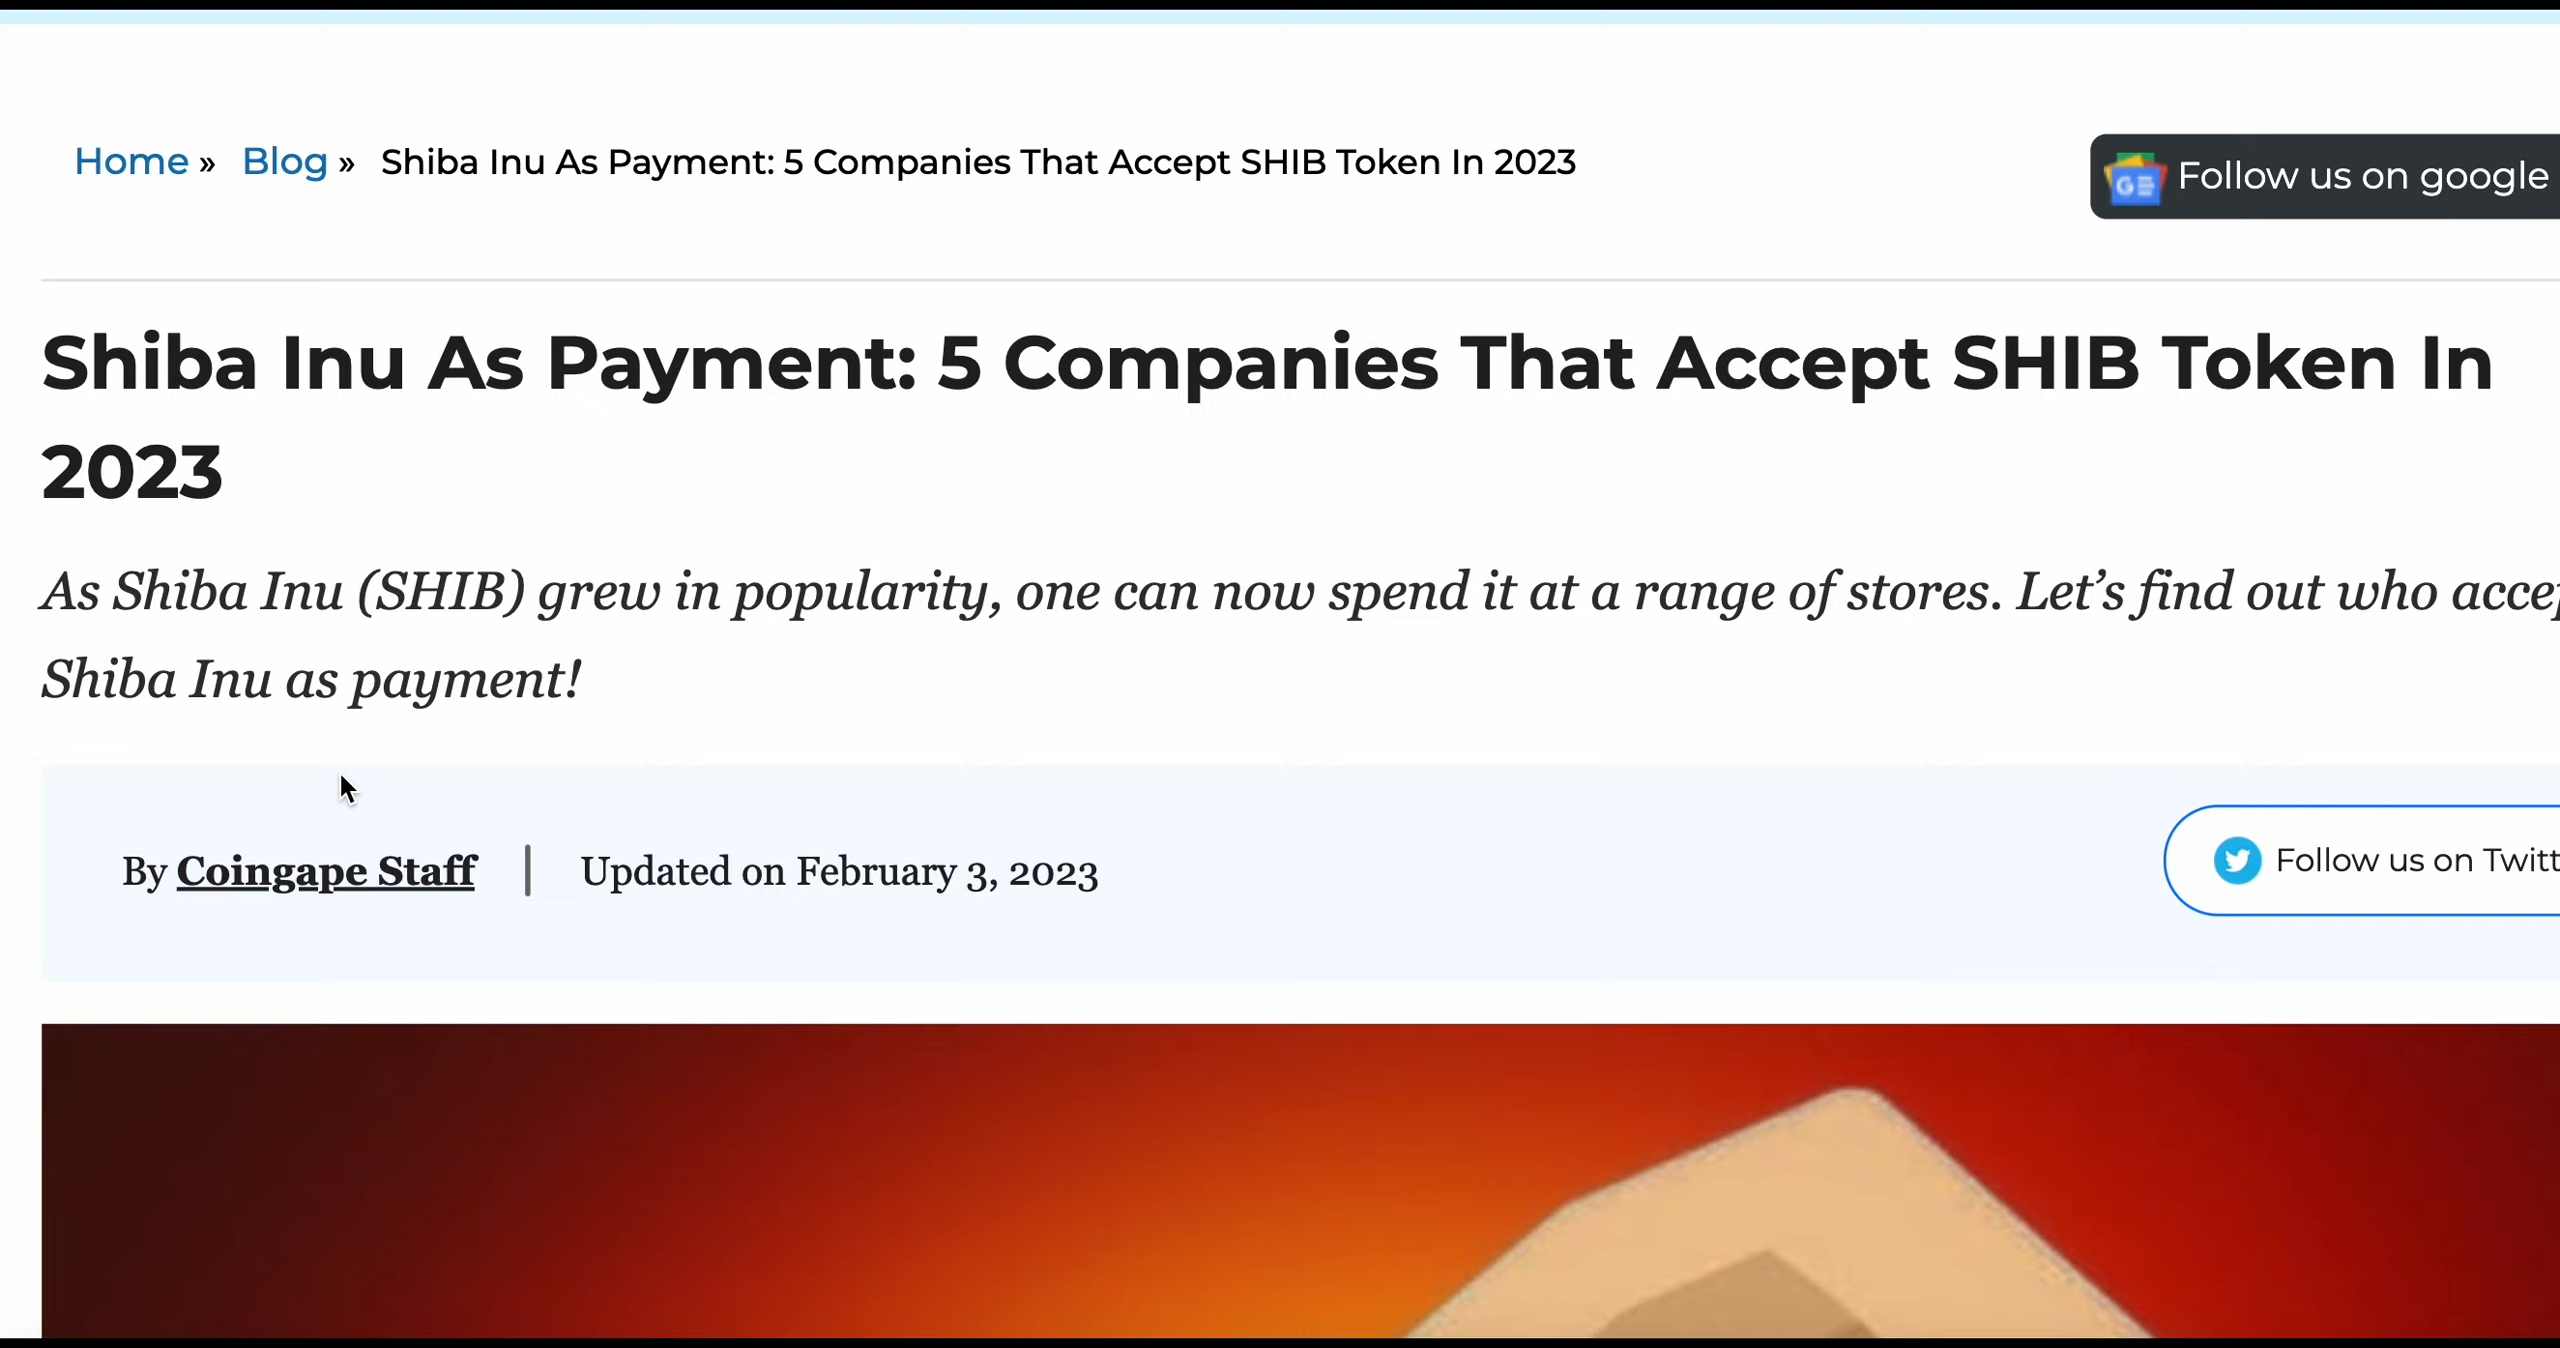 Home » Blog » Shiba Inu As Payment: 5 Companies That Accept SHIB Token In 2023
Follow us on google
Shiba Inu As Payment: 5 Companies That Accept SHIB Token In
2023
As Shiba Inu (SHIB) grew in popularity, one can now spend it at a range of stores. Let's find out who
Shiba Inu as payment!
By Coingape Staff | Updated on February 3, 2023
Follow us on